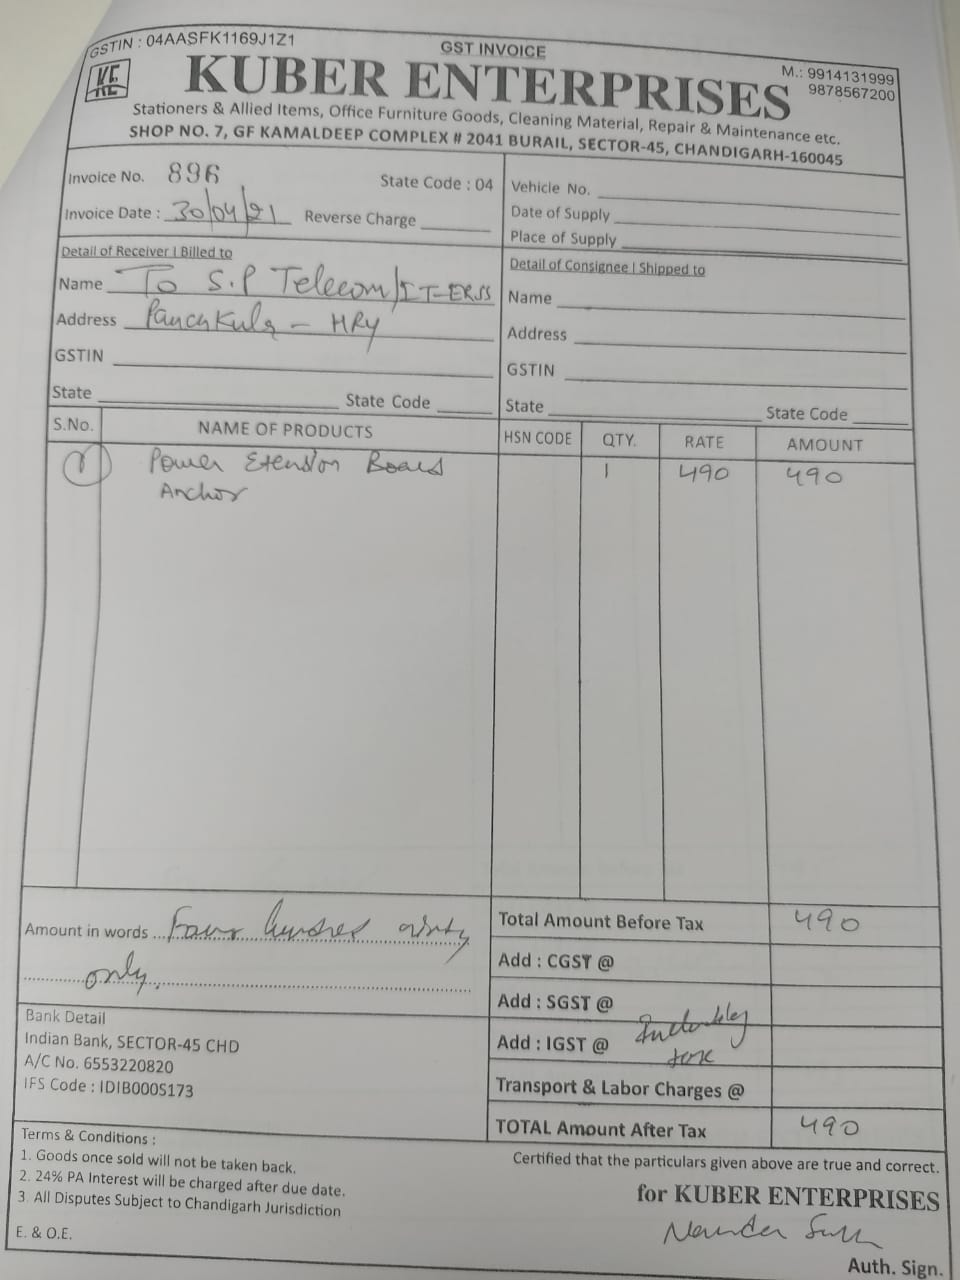 GSTIN : 04AASFK1169J1Z1
GST INVOICE
M.: 9914131999
9878567200
KE
KUBER ENTERPRISES
Stationers & Allied Items, Office Furniture Goods, Cleaning Material, Repair & Maintenance etc.
SHOP NO. 7, GF KAMALDEEP COMPLEX # 2041 BURAIL, SECTOR-45, CHANDIGARH-160045
Invoice No. 896 State Code : 04
Invoice Date : 30/04/21 Reverse Charge
Vehicle No.
Date of Supply
Place of Supply
Detail of Receiver | Billed to
Name To S.P Telecom/IT-ERSS
Address Panchkula - HRY
GSTIN
State State Code
Detail of Consignee | Shipped to
Name
Address
GSTIN
State State Code
S.No. NAME OF PRODUCTS HSN CODE QTY. RATE AMOUNT
Power Extension Board 1 490 490
Anchor
Amount in words Four hundred ninty
only.
Total Amount Before Tax 490
Add : CGST @
Add : SGST @
Add : IGST @
Transport & Labor Charges @
TOTAL Amount After Tax 490
Bank Detail
Indian Bank, SECTOR-45 CHD
A/C No. 6553220820
IFS Code : IDIB000S173
Terms & Conditions :
1. Goods once sold will not be taken back.
2. 24% PA Interest will be charged after due date.
3. All Disputes Subject to Chandigarh Jurisdiction
E. & O.E.
Certified that the particulars given above are true and correct.
for KUBER ENTERPRISES
Auth. Sign.